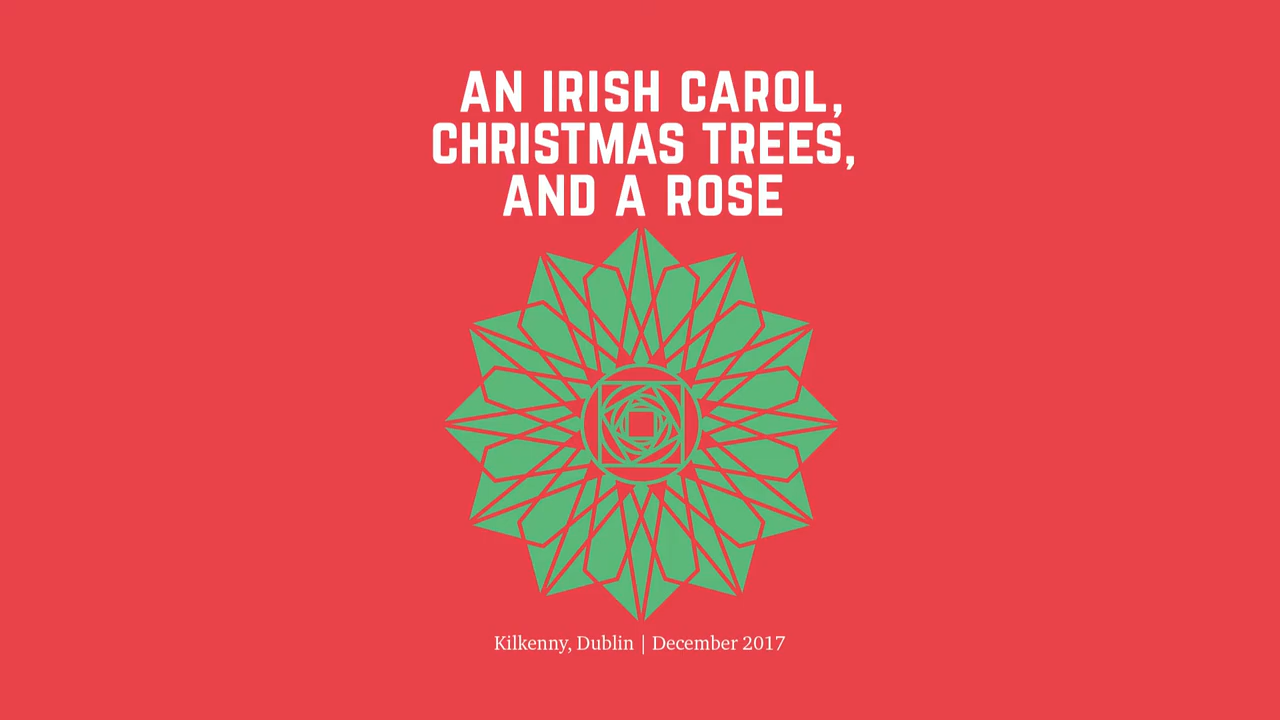 AN IRISH CAROL,
CHRISTMAS TREES,
AND A ROSE
Kilkenny, Dublin | December 2017